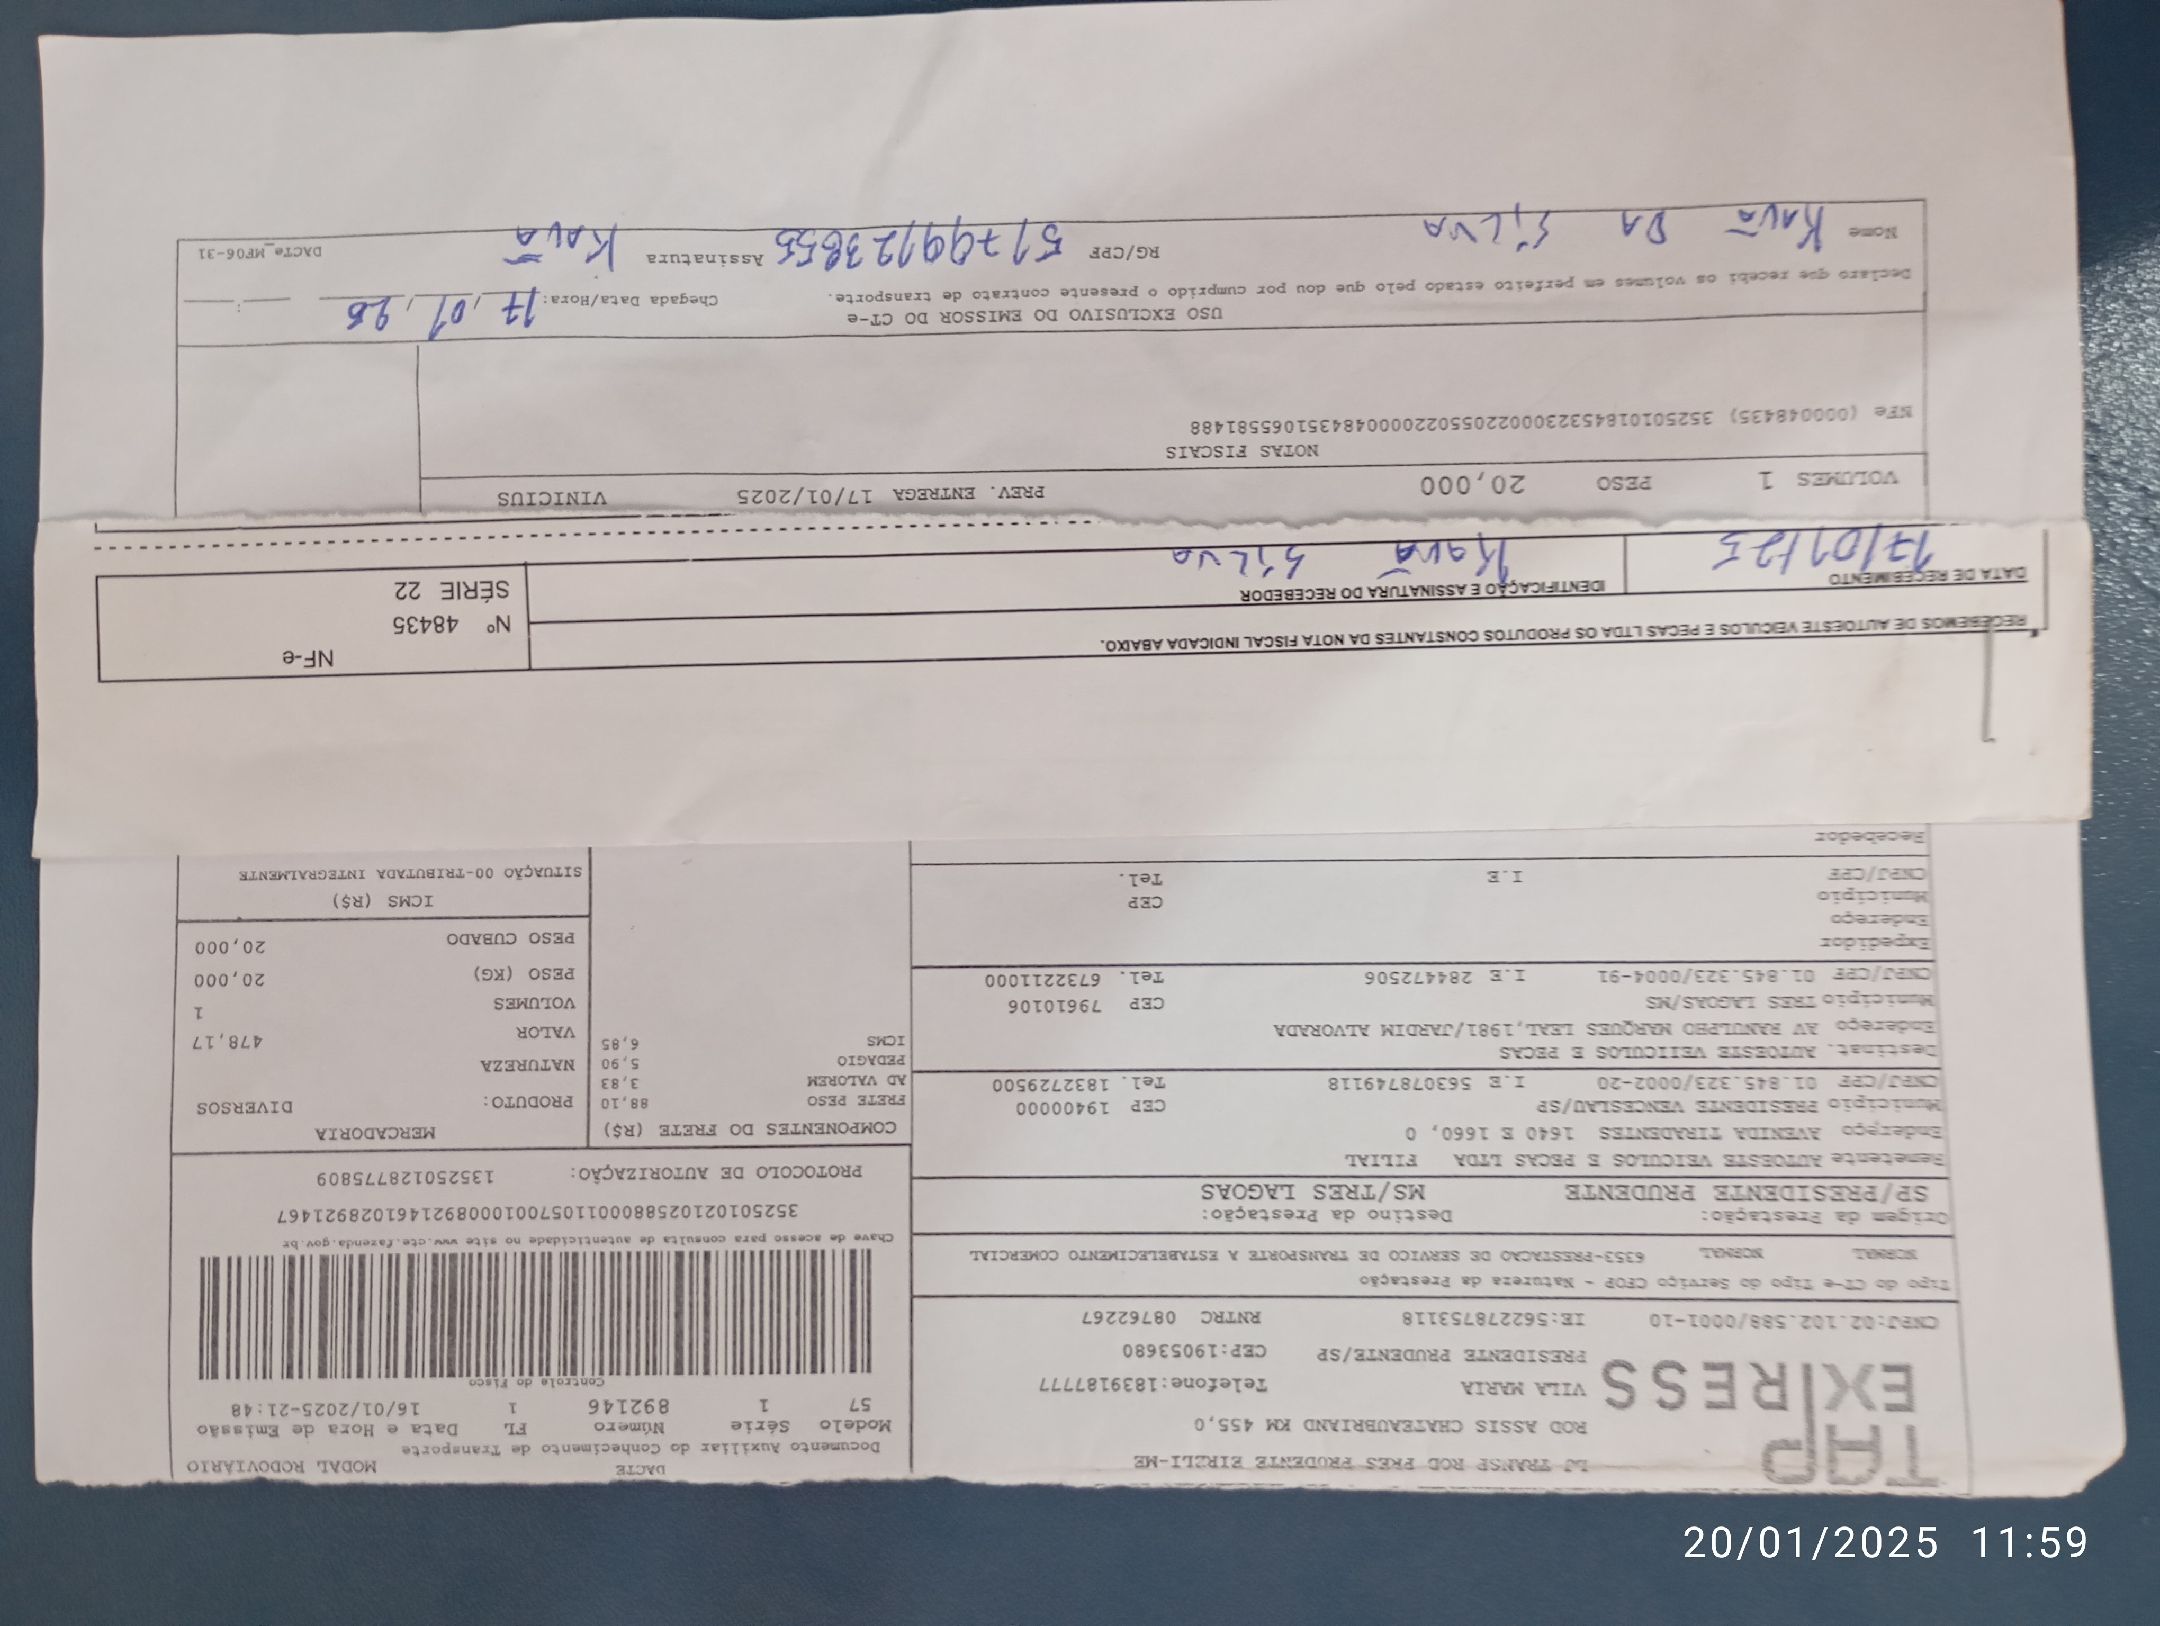 TAP
EXPRESS
LJ TRANSP ROD PRES PRUDENTE EIRELI-ME
ROD ASSIS CHATEAUBRIAND KM 455,0
VILA MARIA Telefone:1839187777
PRESIDENTE PRUDENTE/SP CEP:19053680
CNPJ:02.102.588/0001-10 IE:562278753118 RNTRC 08762267
Tipo do CT-e Tipo do Serviço CFOP - Natureza da Prestação
NORMAL NORMAL 6353-PRESTACAO DE SERVICO DE TRANSPORTE A ESTABELECIMENTO COMERCIAL
Origem da Prestação: Destino da Prestação:
SP/PRESIDENTE PRUDENTE MS/TRES LAGOAS
Remetente AUTOESTE VEICULOS E PECAS LTDA FILIAL
Endereço AVENIDA TIRADENTES 1640 E 1660, 0
Município PRESIDENTE VENCESLAU/SP CEP 19400000
CNPJ/CPF 01.845.323/0002-20 I.E 563078749118 Tel. 1832729500
Destinat. AUTOESTE VEIICULOS E PECAS
Endereço AV RANULPHO MARQUES LEAL,1981/JARDIM ALVORADA
Município TRES LAGOAS/MS CEP 79610106
CNPJ/CPF 01.845.323/0004-91 I.E 284472506 Tel. 6732211000
Expedidor
Endereço
Município CEP
CNPJ/CPF I.E Tel.
Recebedor
DACTE MODAL RODOVIÁRIO
Documento Auxiliar do Conhecimento de Transporte
Modelo Série Número FL Data e Hora de Emissão
57 1 892146 1 16/01/2025-21:48
Controle do Fisco
Chave de acesso para consulta de autenticidade no site www.cte.fazenda.gov.br
35250102102588000110570010008921461028921467
PROTOCOLO DE AUTORIZAÇÃO: 135250128775809
COMPONENTES DO FRETE (R$)
FRETE PESO 88,10
AD VALOREM 3,83
PEDAGIO 5,90
ICMS 6,85
MERCADORIA
PRODUTO: DIVERSOS
NATUREZA
VALOR 478,17
VOLUMES 1
PESO (KG) 20,000
PESO CUBADO 20,000
ICMS (R$)
SITUAÇÃO 00-TRIBUTADA INTEGRALMENTE
RECEBEMOS DE AUTOESTE VEICULOS E PECAS LTDA OS PRODUTOS CONSTANTES DA NOTA FISCAL INDICADA ABAIXO.
DATA DE RECEBIMENTO IDENTIFICAÇÃO E ASSINATURA DO RECEBEDOR
17/01/25 Kauã Silva
NF-e
Nº 48435
SÉRIE 22
VOLUMES 1 PESO 20,000 PREV. ENTREGA 17/01/2025 VINICIUS
NOTAS FISCAIS
NFe (000048435) 35250101845323000220550220000484351065581488
USO EXCLUSIVO DO EMISSOR DO CT-e
Declaro que recebi os volumes em perfeito estado pelo que dou por cumprido o presente contrato de transporte. Chegada Data/Hora: 17,01,25 __:__
Nome Kauã DA SilVA RG/CPF 51799123855 Assinatura Kauã DACTe_MF06-31
20/01/2025 11:59